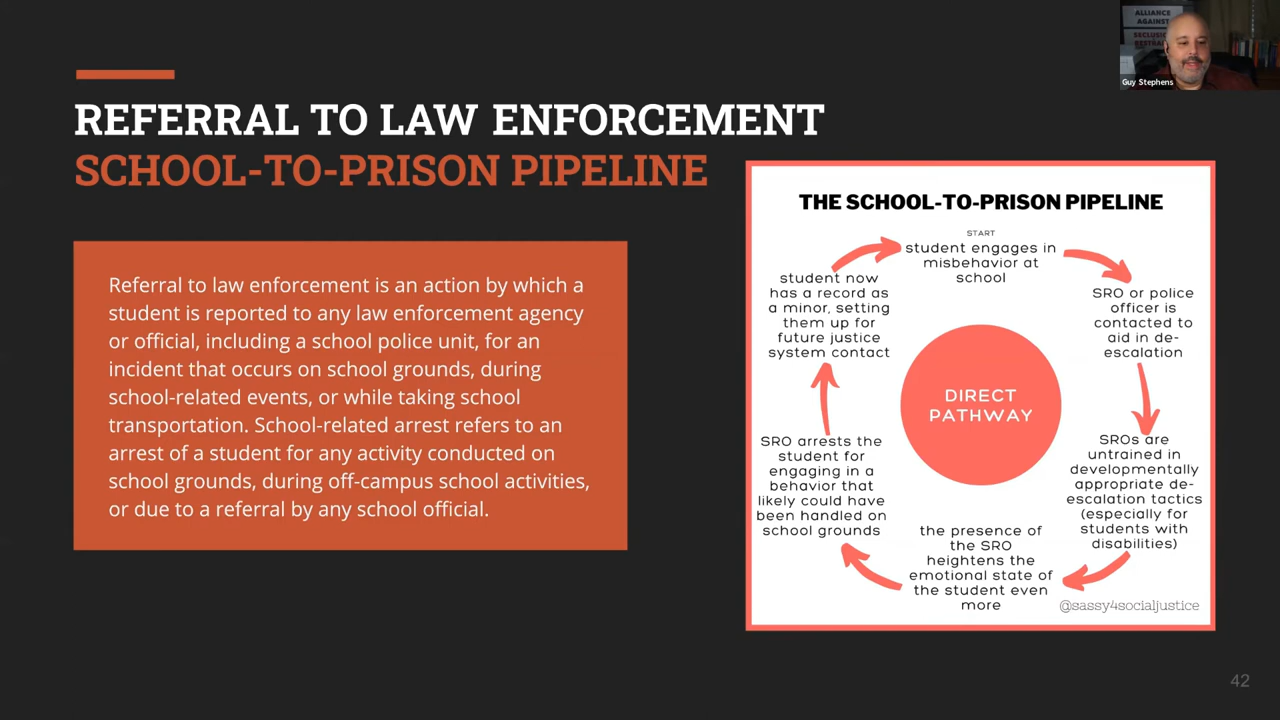 ALLIANCE
AGAINST
SECLUSION
RESTRAINT
Guy Stephens
REFERRAL TO LAW ENFORCEMENT
SCHOOL-TO-PRISON PIPELINE
Referral to law enforcement is an action by which a
student is reported to any law enforcement agency
or official, including a school police unit, for an
incident that occurs on school grounds, during
school-related events, or while taking school
transportation. School-related arrest refers to an
arrest of a student for any activity conducted on
school grounds, during off-campus school activities,
or due to a referral by any school official.
THE SCHOOL-TO-PRISON PIPELINE
START
student engages in
misbehavior at
school
SRO or police
officer is
contacted to
aid in de-
escalation
SROs are
untrained in
developmentally
appropriate de-
escalation tactics
(especially for
students with
disabilities)
the presence of
the SRO
heightens the
emotional state of
the student even
more
SRO arrests the
student for
engaging in a
behavior that
likely could have
been handled on
school grounds
student now
has a record as
a minor, setting
them up for
future justice
system contact
DIRECT
PATHWAY
@sassy4socialjustice
42